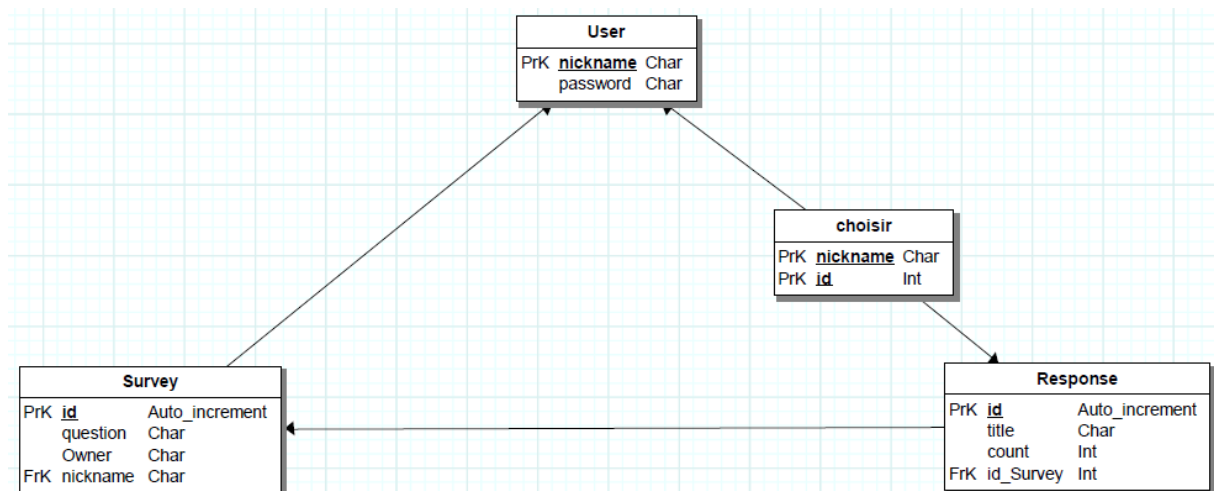 User
PrK nickname Char
password Char
choisir
PrK nickname Char
PrK id Int
Survey
PrK id Auto_increment
question Char
Owner Char
FrK nickname Char
Response
PrK id Auto_increment
title Char
count Int
FrK id_Survey Int